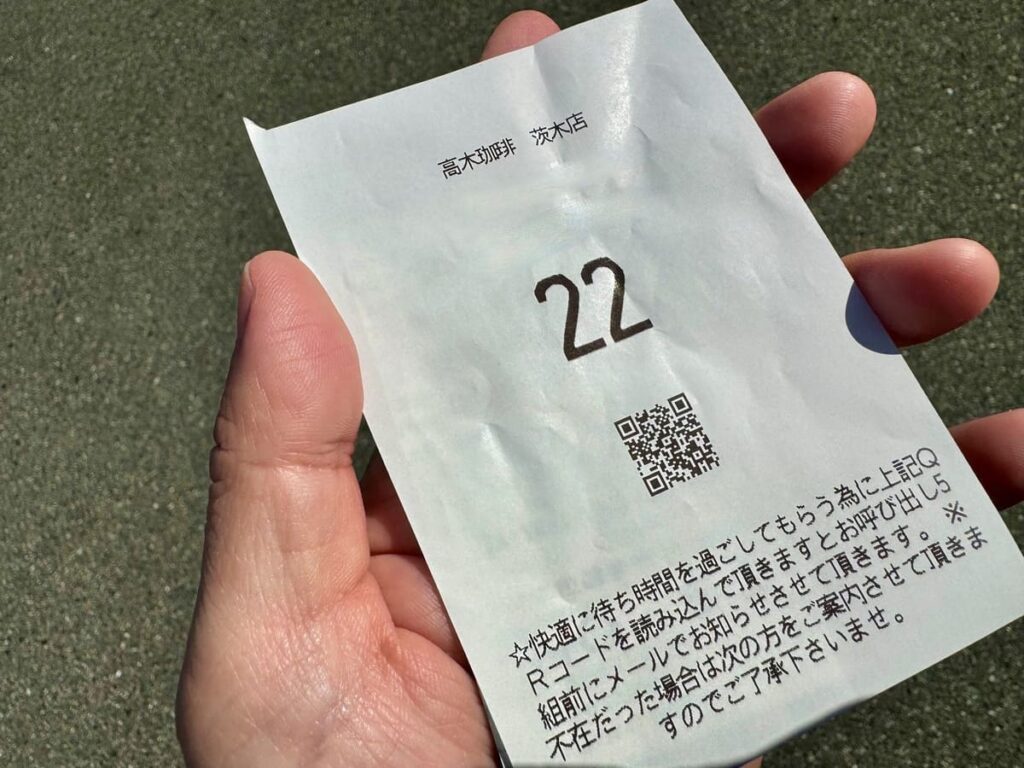 高木珈琲 茨木店
22
☆快適に待ち時間を過ごしてもらう為に上記Q
Rコードを読み込んで頂きますとお呼び出し5
組前にメールでお知らせさせて頂きます。※
不在だった場合は次の方をご案内させて頂きま
すのでご了承下さいませ。